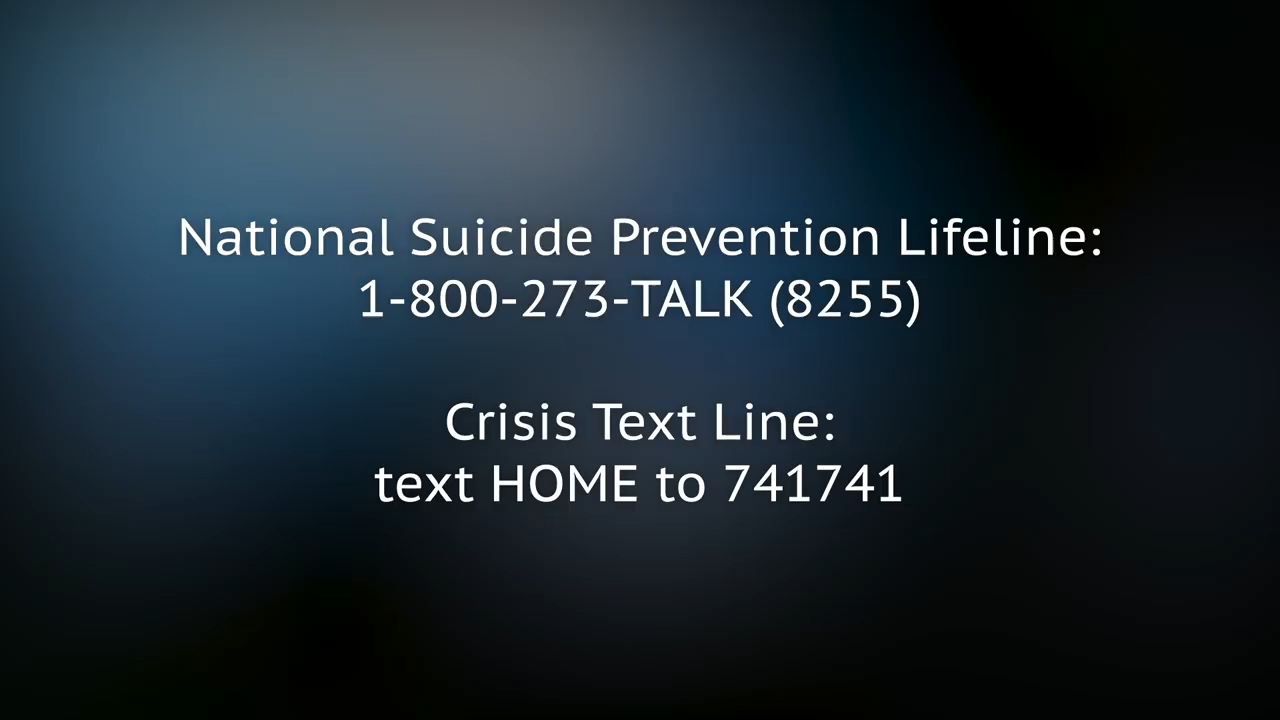 National Suicide Prevention Lifeline:
1-800-273-TALK (8255)
Crisis Text Line:
text HOME to 741741